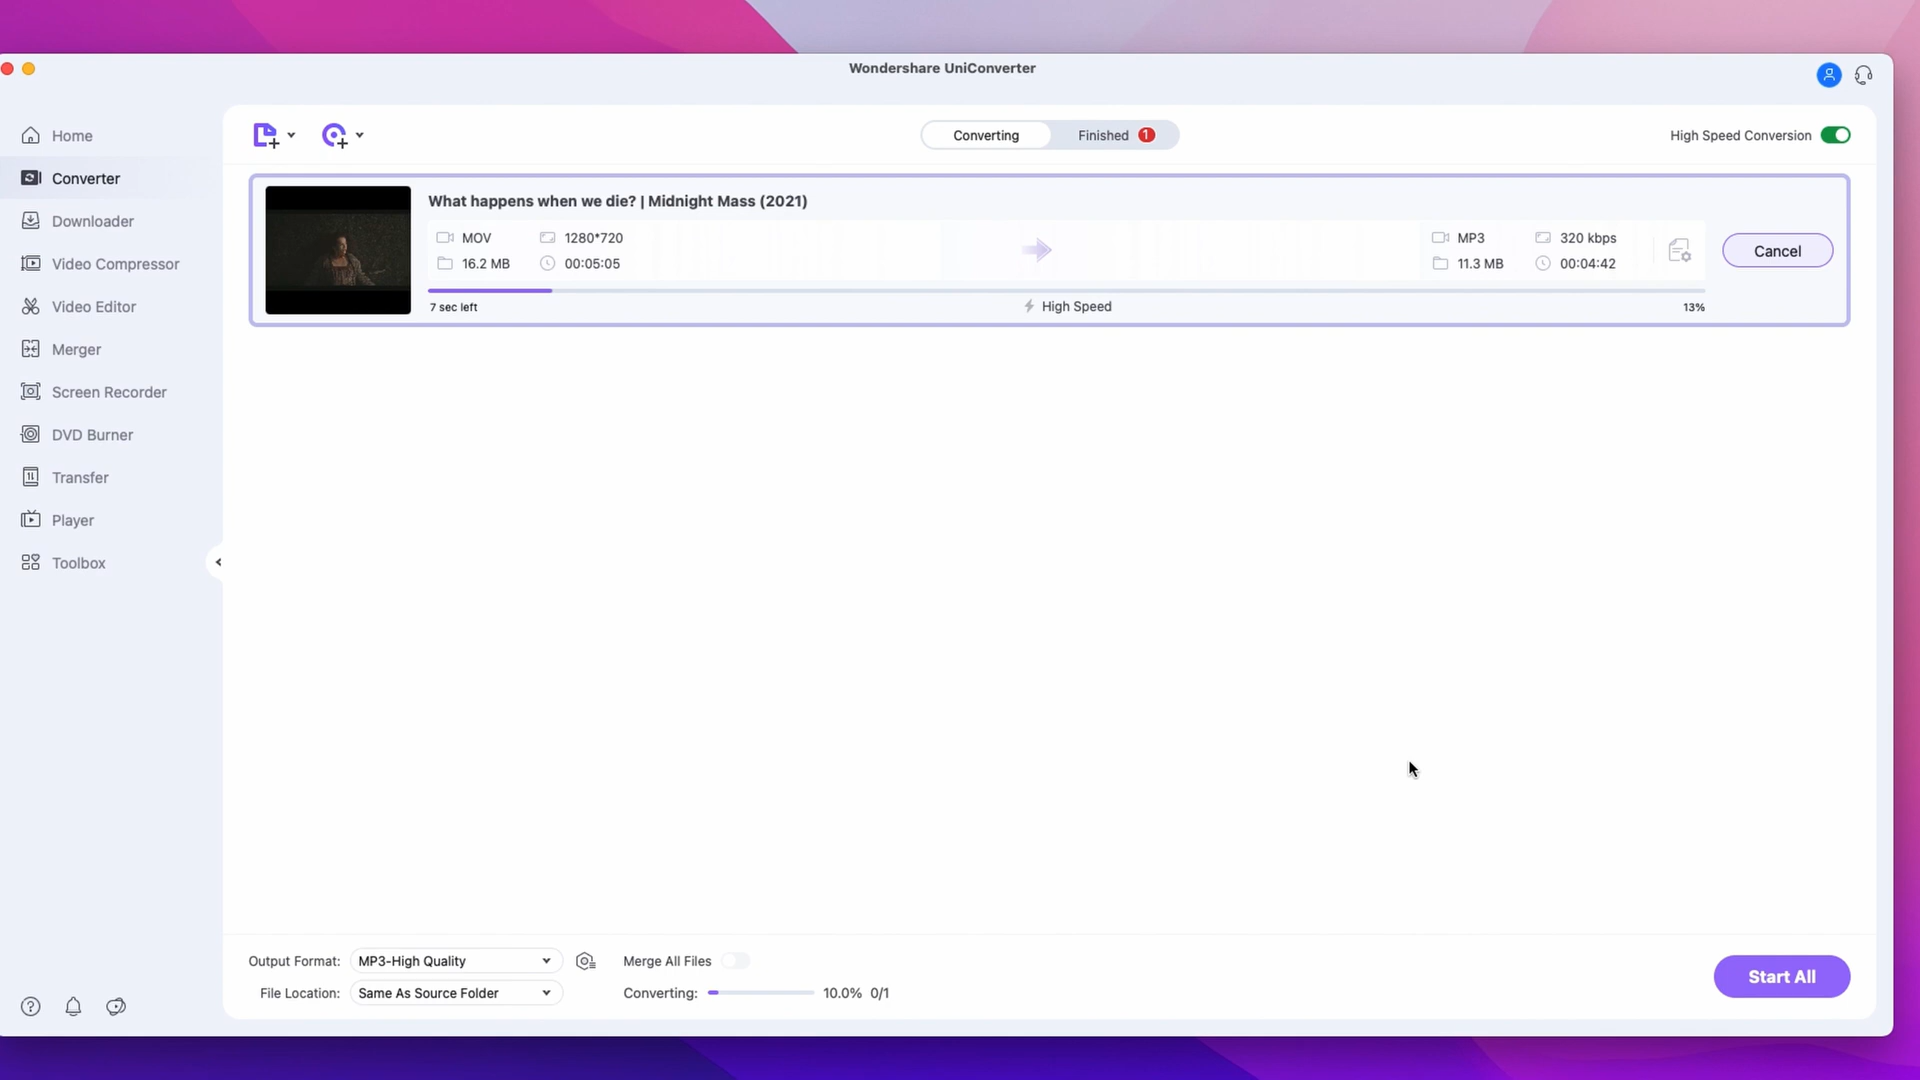 Wondershare UniConverter
Home
Converter
Downloader
Video Compressor
Video Editor
Merger
Screen Recorder
DVD Burner
Transfer
Player
Toolbox
Converting
Finished 1
High Speed Conversion
What happens when we die? | Midnight Mass (2021)
MOV 1280*720
16.2 MB 00:05:05
MP3 320 kbps
11.3 MB 00:04:42
Cancel
7 sec left
High Speed
13%
Output Format: MP3-High Quality
Merge All Files
File Location: Same As Source Folder
Converting: 10.0% 0/1
Start All